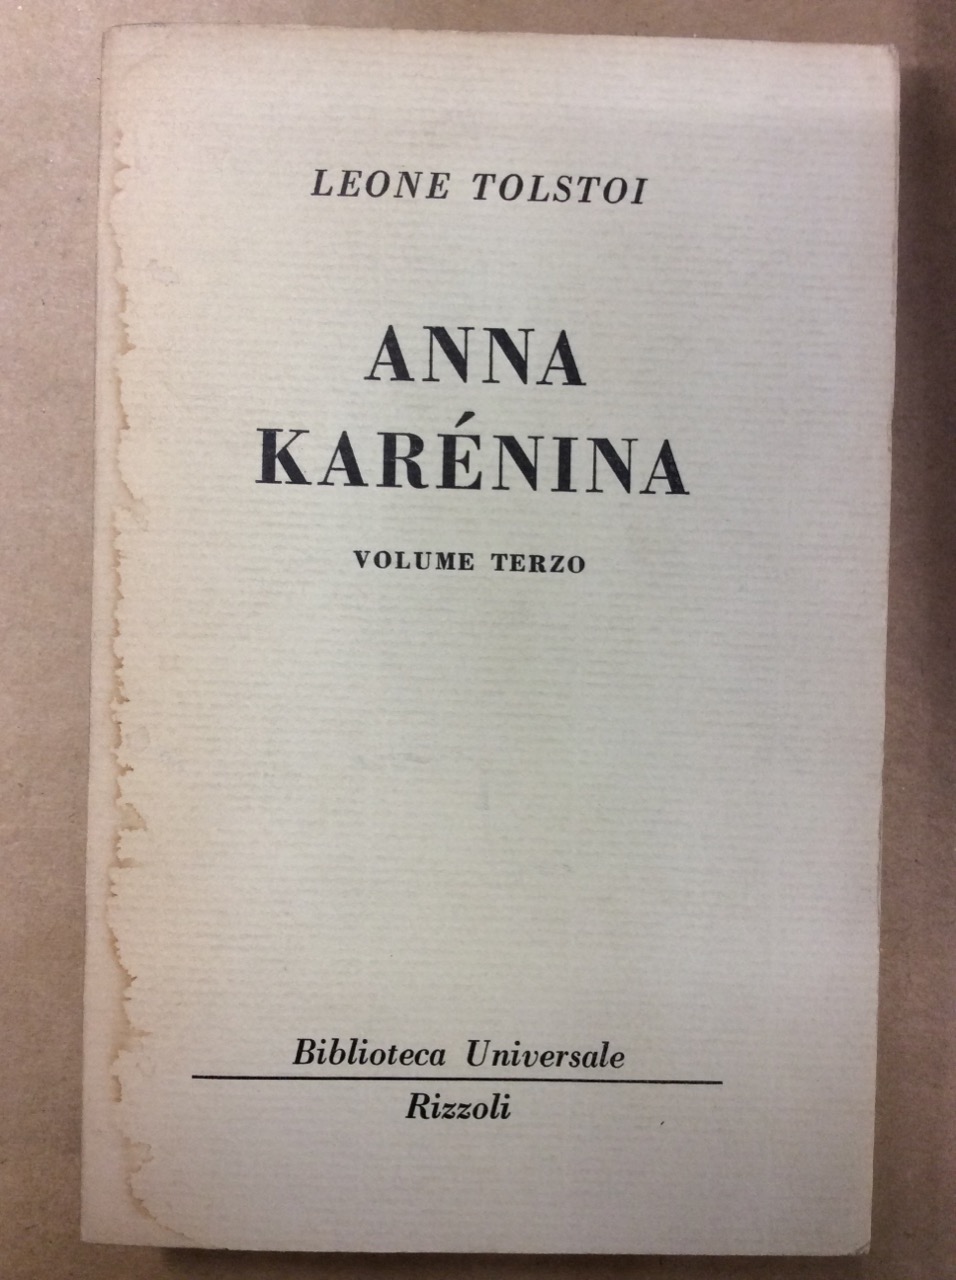 LEONE TOLSTOI
ANNA
KARÉNINA
VOLUME TERZO
Biblioteca Universale
Rizzoli